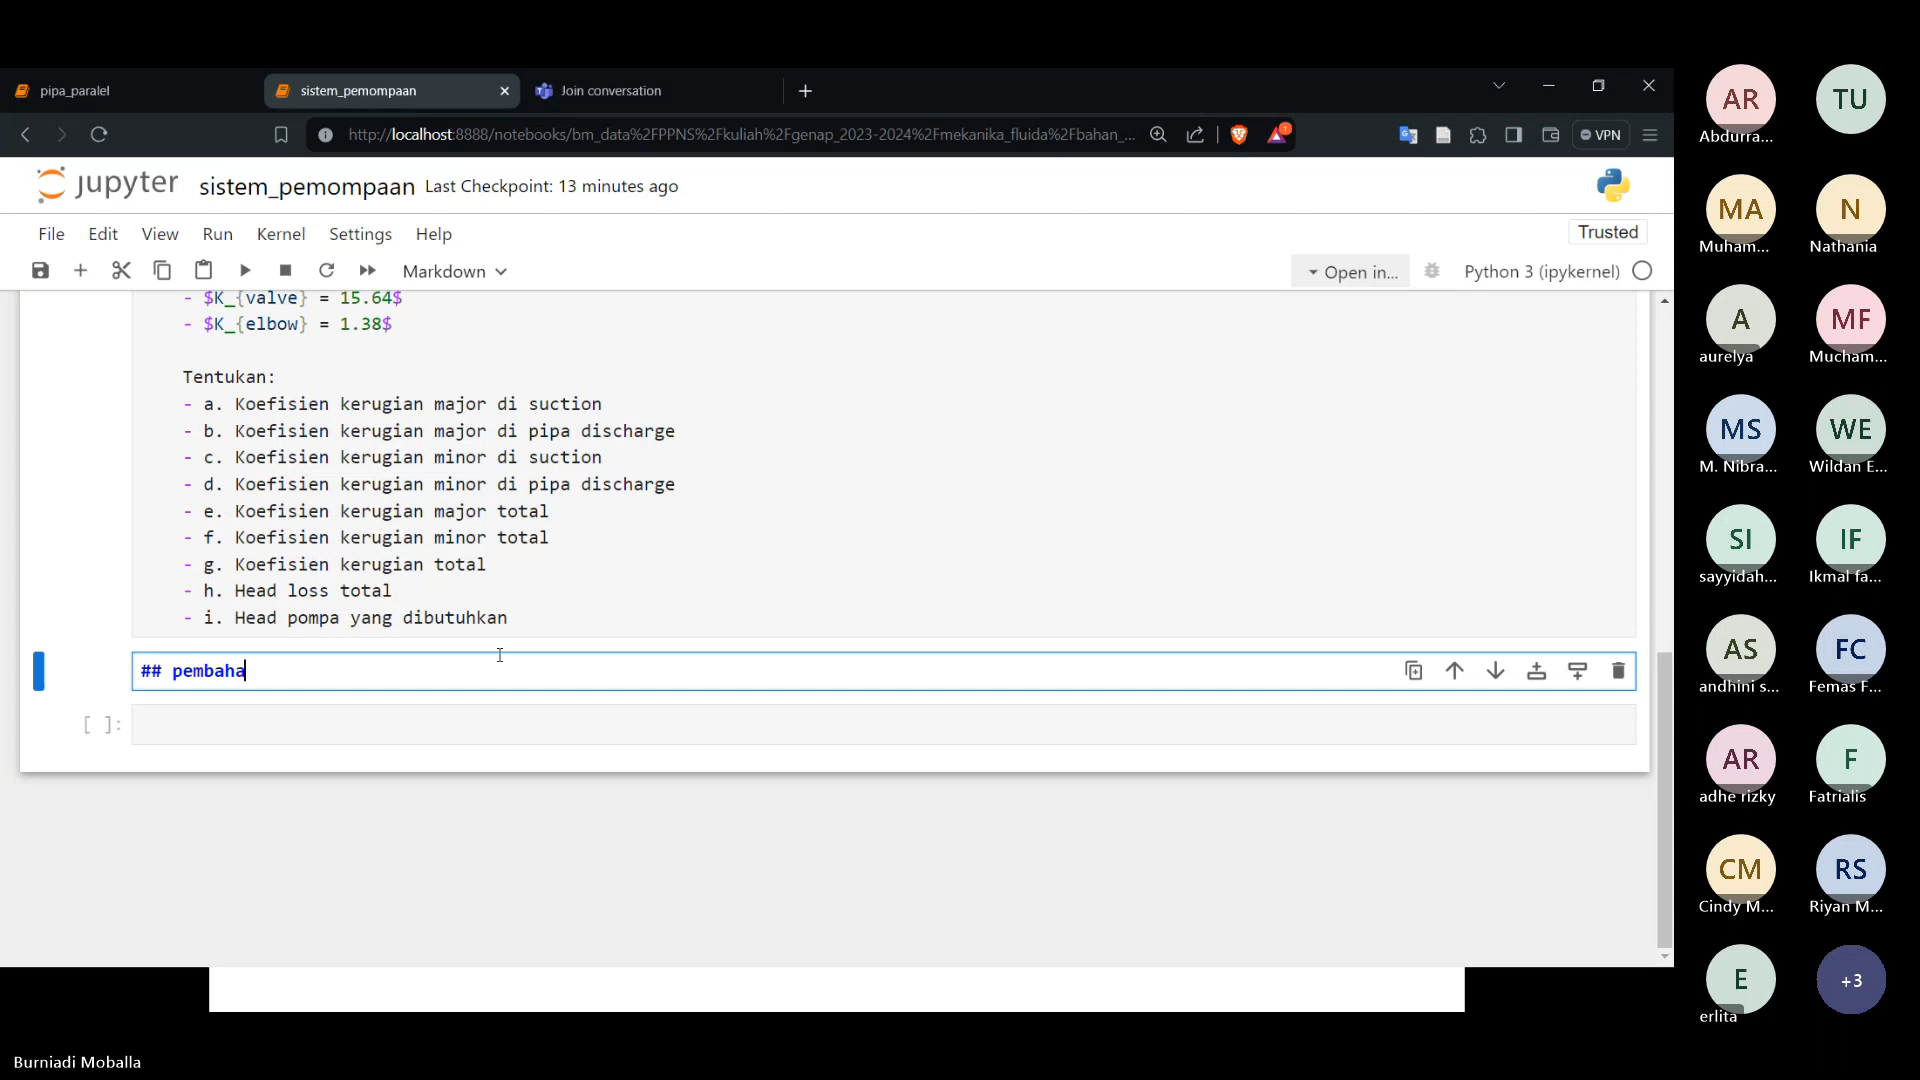 pipa_paralel
sistem_pemompaan
Join conversation
http://localhost:8888/notebooks/bm_data%2FPPNS%2Fkuliah%2Fgenap_2023-2024%2Fmekanika_fluida%2Fbahan_...
1
VPN
jupyter
sistem_pemompaan
Last Checkpoint: 13 minutes ago
File
Edit
View
Run
Kernel
Settings
Help
Trusted
Markdown
Open in...
Python 3 (ipykernel)
- $K_{valve} = 15.64$
- $K_{elbow} = 1.38$
Tentukan:
- a. Koefisien kerugian major di suction
- b. Koefisien kerugian major di pipa discharge
- c. Koefisien kerugian minor di suction
- d. Koefisien kerugian minor di pipa discharge
- e. Koefisien kerugian major total
- f. Koefisien kerugian minor total
- g. Koefisien kerugian total
- h. Head loss total
- i. Head pompa yang dibutuhkan
## pembaha
[ ]:
AR
Abdurra...
TU
MA
Muham...
N
Nathania
A
aurelya
MF
Mucham...
MS
M. Nibra...
WE
Wildan E...
SI
sayyidah...
IF
Ikmal fa...
AS
andhini s...
FC
Femas F...
AR
adhe rizky
F
Fatrialis
CM
Cindy M...
RS
Riyan M...
E
erlita
+3
Burniadi Moballa